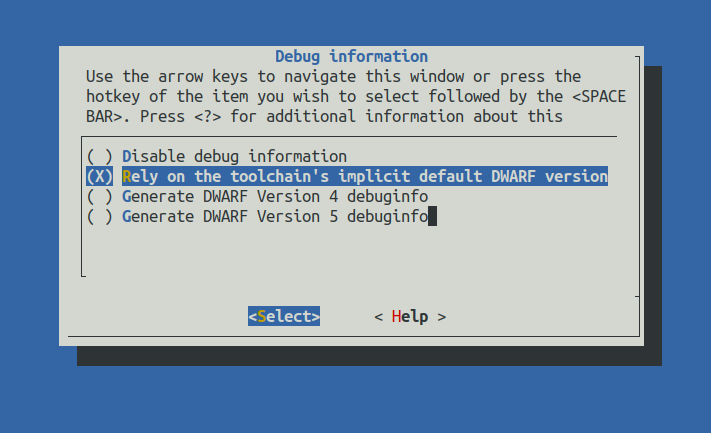 Debug information
Use the arrow keys to navigate this window or press the
hotkey of the item you wish to select followed by the <SPACE
BAR>. Press <?> for additional information about this
( ) Disable debug information
(X) Rely on the toolchain's implicit default DWARF version
( ) Generate DWARF Version 4 debuginfo
( ) Generate DWARF Version 5 debuginfo
<Select> < Help >